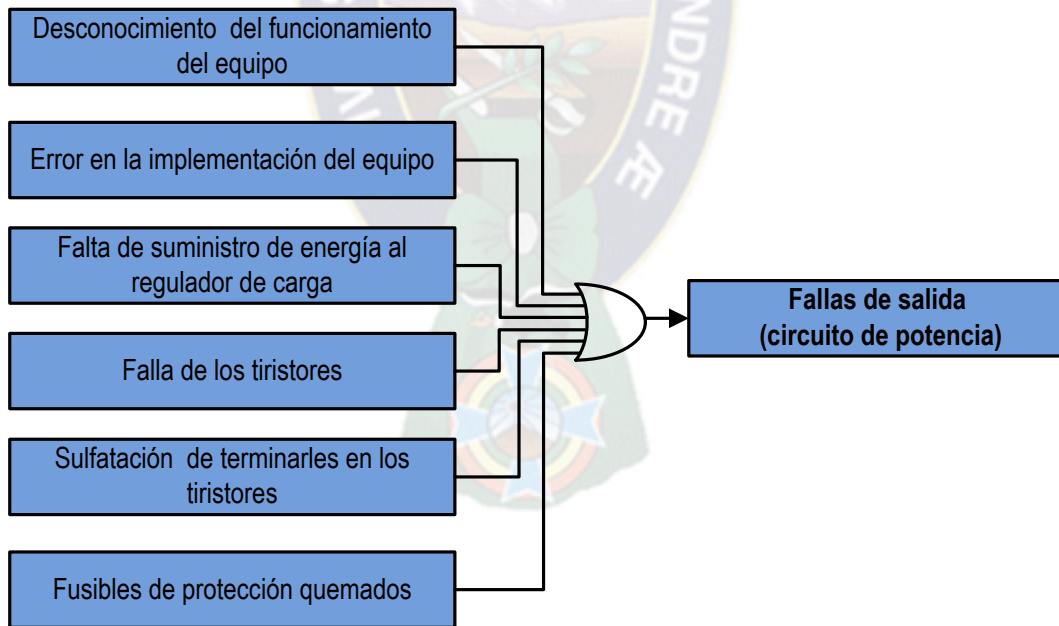 Desconocimiento del funcionamiento
del equipo
Error en la implementación del equipo
Falta de suministro de energía al
regulador de carga
Falla de los tiristores
Sulfatación de terminarles en los
tiristores
Fusibles de protección quemados
Fallas de salida
(circuito de potencia)
NDRE Æ